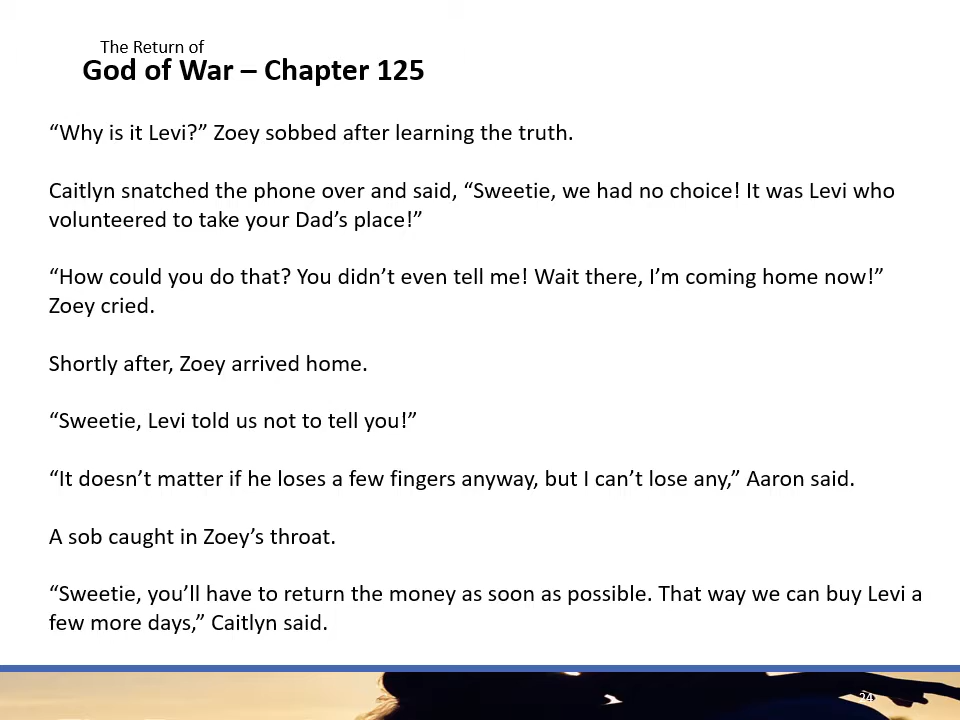 The Return of
God of War – Chapter 125
“Why is it Levi?” Zoey sobbed after learning the truth.
Caitlyn snatched the phone over and said, “Sweetie, we had no choice! It was Levi who
volunteered to take your Dad’s place!”
“How could you do that? You didn’t even tell me! Wait there, I’m coming home now!”
Zoey cried.
Shortly after, Zoey arrived home.
“Sweetie, Levi told us not to tell you!”
“It doesn’t matter if he loses a few fingers anyway, but I can’t lose any,” Aaron said.
A sob caught in Zoey’s throat.
“Sweetie, you’ll have to return the money as soon as possible. That way we can buy Levi a
few more days,” Caitlyn said.
24